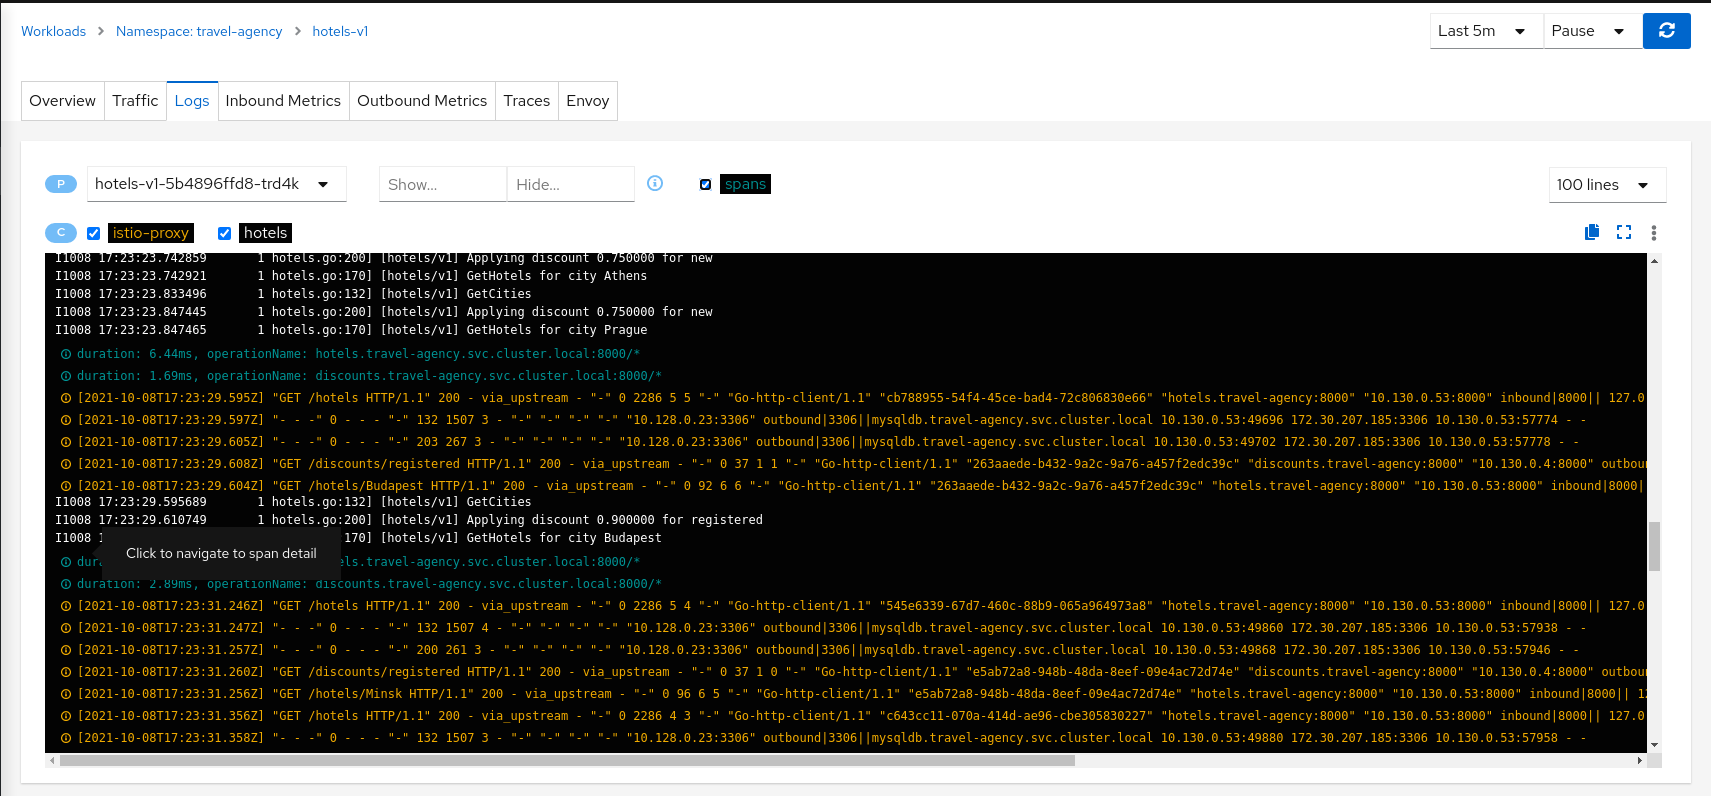 Workloads > Namespace: travel-agency > hotels-v1
Last 5m Pause
Overview Traffic Logs Inbound Metrics Outbound Metrics Traces Envoy
P hotels-v1-5b4896ffd8-trd4k Show... Hide... spans 100 lines
C istio-proxy hotels
I1008 17:23:23.742859 1 hotels.go:200] [hotels/v1] Applying discount 0.750000 for new
I1008 17:23:23.742921 1 hotels.go:170] [hotels/v1] GetHotels for city Athens
I1008 17:23:23.833496 1 hotels.go:132] [hotels/v1] GetCities
I1008 17:23:23.847445 1 hotels.go:200] [hotels/v1] Applying discount 0.750000 for new
I1008 17:23:23.847465 1 hotels.go:170] [hotels/v1] GetHotels for city Prague
duration: 6.44ms, operationName: hotels.travel-agency.svc.cluster.local:8000/*
duration: 1.69ms, operationName: discounts.travel-agency.svc.cluster.local:8000/*
[2021-10-08T17:23:29.595Z] "GET /hotels HTTP/1.1" 200 - via_upstream - "-" 0 2286 5 5 "-" "Go-http-client/1.1" "cb788955-54f4-45ce-bad4-72c806830e66" "hotels.travel-agency:8000" "10.130.0.53:8000" inbound|8000|| 127.0
[2021-10-08T17:23:29.597Z] "- - -" 0 - - - "-" 132 1507 3 - "-" "-" "-" "-" "10.128.0.23:3306" outbound|3306||mysqldb.travel-agency.svc.cluster.local 10.130.0.53:49696 172.30.207.185:3306 10.130.0.53:57774 - -
[2021-10-08T17:23:29.605Z] "- - -" 0 - - - "-" 203 267 3 - "-" "-" "-" "-" "10.128.0.23:3306" outbound|3306||mysqldb.travel-agency.svc.cluster.local 10.130.0.53:49702 172.30.207.185:3306 10.130.0.53:57778 - -
[2021-10-08T17:23:29.608Z] "GET /discounts/registered HTTP/1.1" 200 - via_upstream - "-" 0 37 1 1 "-" "Go-http-client/1.1" "263aaede-b432-9a2c-9a76-a457f2edc39c" "discounts.travel-agency:8000" "10.130.0.4:8000" outbou
[2021-10-08T17:23:29.604Z] "GET /hotels/Budapest HTTP/1.1" 200 - via_upstream - "-" 0 92 6 6 "-" "Go-http-client/1.1" "263aaede-b432-9a2c-9a76-a457f2edc39c" "hotels.travel-agency:8000" "10.130.0.53:8000" inbound|8000|
I1008 17:23:29.595689 1 hotels.go:132] [hotels/v1] GetCities
I1008 17:23:29.610749 1 hotels.go:200] [hotels/v1] Applying discount 0.900000 for registered
I1008 1 170] [hotels/v1] GetHotels for city Budapest
Click to navigate to span detail
dura els.travel-agency.svc.cluster.local:8000/*
duration: 2.89ms, operationName: discounts.travel-agency.svc.cluster.local:8000/*
[2021-10-08T17:23:31.246Z] "GET /hotels HTTP/1.1" 200 - via_upstream - "-" 0 2286 5 4 "-" "Go-http-client/1.1" "545e6339-67d7-460c-88b9-065a964973a8" "hotels.travel-agency:8000" "10.130.0.53:8000" inbound|8000|| 127.0
[2021-10-08T17:23:31.247Z] "- - -" 0 - - - "-" 132 1507 4 - "-" "-" "-" "-" "10.128.0.23:3306" outbound|3306||mysqldb.travel-agency.svc.cluster.local 10.130.0.53:49860 172.30.207.185:3306 10.130.0.53:57938 - -
[2021-10-08T17:23:31.257Z] "- - -" 0 - - - "-" 200 261 3 - "-" "-" "-" "-" "10.128.0.23:3306" outbound|3306||mysqldb.travel-agency.svc.cluster.local 10.130.0.53:49868 172.30.207.185:3306 10.130.0.53:57946 - -
[2021-10-08T17:23:31.260Z] "GET /discounts/registered HTTP/1.1" 200 - via_upstream - "-" 0 37 1 0 "-" "Go-http-client/1.1" "e5ab72a8-948b-48da-8eef-09e4ac72d74e" "discounts.travel-agency:8000" "10.130.0.4:8000" outbou
[2021-10-08T17:23:31.256Z] "GET /hotels/Minsk HTTP/1.1" 200 - via_upstream - "-" 0 96 6 5 "-" "Go-http-client/1.1" "e5ab72a8-948b-48da-8eef-09e4ac72d74e" "hotels.travel-agency:8000" "10.130.0.53:8000" inbound|8000|| 12
[2021-10-08T17:23:31.356Z] "GET /hotels HTTP/1.1" 200 - via_upstream - "-" 0 2286 4 3 "-" "Go-http-client/1.1" "c643cc11-070a-414d-ae96-cbe305830227" "hotels.travel-agency:8000" "10.130.0.53:8000" inbound|8000|| 127.0
[2021-10-08T17:23:31.358Z] "- - -" 0 - - - "-" 132 1507 3 - "-" "-" "-" "-" "10.128.0.23:3306" outbound|3306||mysqldb.travel-agency.svc.cluster.local 10.130.0.53:49880 172.30.207.185:3306 10.130.0.53:57958 - -